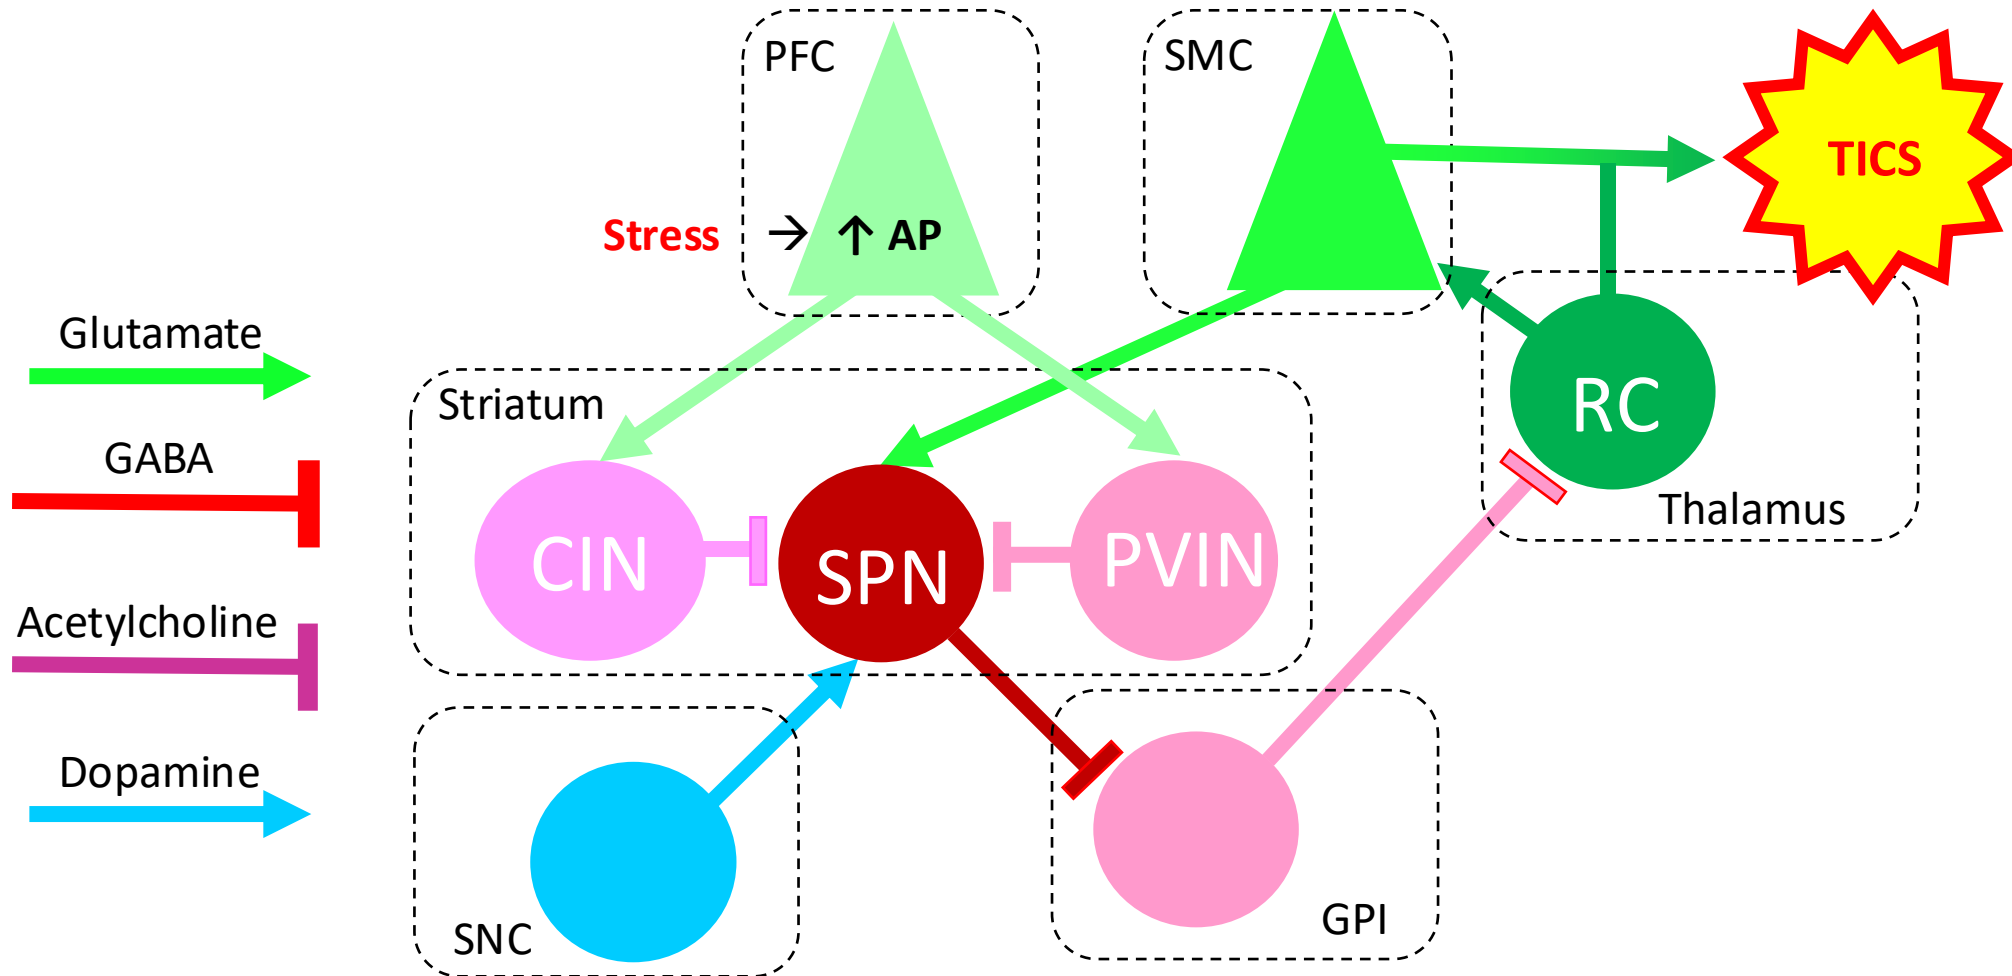 PFC
SMC
TICS
Stress → ↑ AP
Glutamate
Striatum
RC
GABA
Thalamus
CIN
SPN
PVIN
Acetylcholine
Dopamine
GPI
SNC